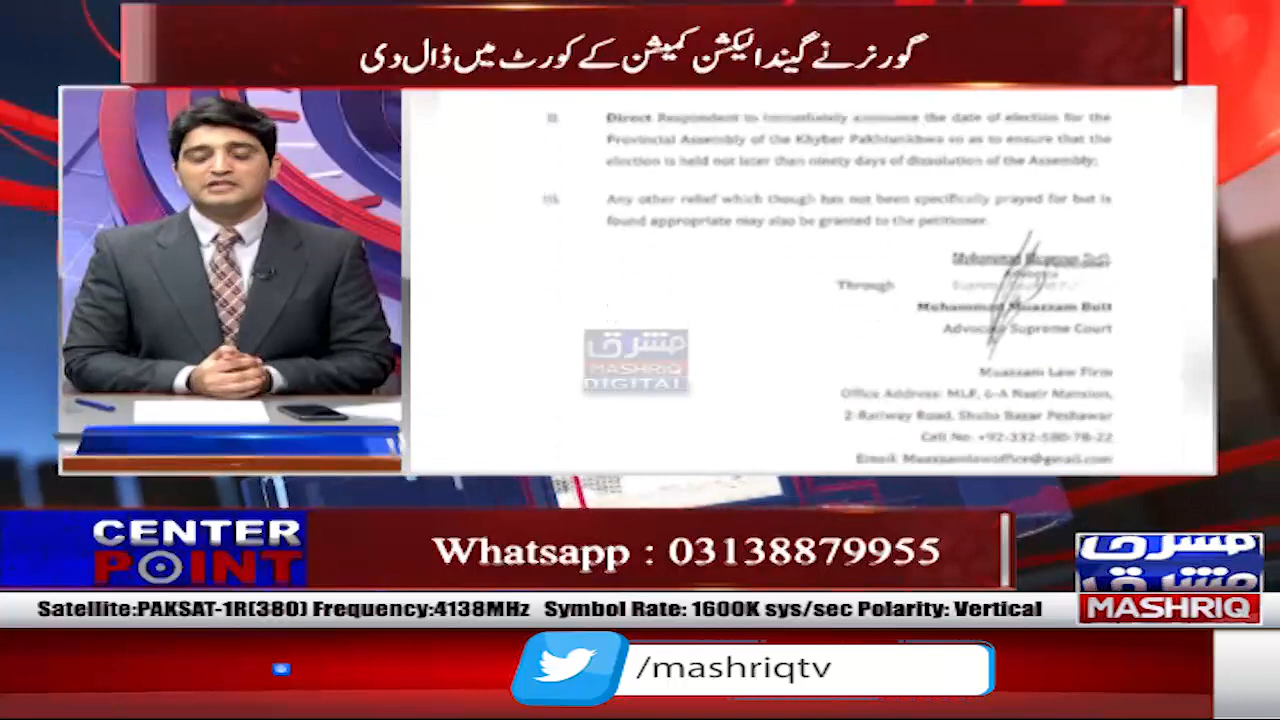 گورنر نے گیند الیکشن کمیشن کے کورٹ میں ڈال دی
II.
Direct Respondent to immediately announce the date of election for the
Provincial Assembly of the Khyber Pakhtunkhwa so as to ensure that the
election is held not later than ninety days of dissolution of the Assembly;
III.
Any other relief which though has not been specifically prayed for but is
found appropriate may also be granted to the petitioner.
Through
Muhammad Muazzam Butt
Advocate Supreme Court
Muazzam Law Firm
Office Address: MLF, 6-A Nasir Mansion,
2-Railway Road, Shuba Bazar Peshawar
Cell No. +92-332-580-78-22
Email: Muazzamlawoffice@gmail.com
مشرق
MASHRIQ
DIGITAL
CENTER
POINT
Whatsapp : 03138879955
مشرق
مشرق
MASHRIQ
Satellite:PAKSAT-1R(380) Frequency:4138MHz Symbol Rate: 1600K sys/sec Polarity: Vertical
/mashriqtv